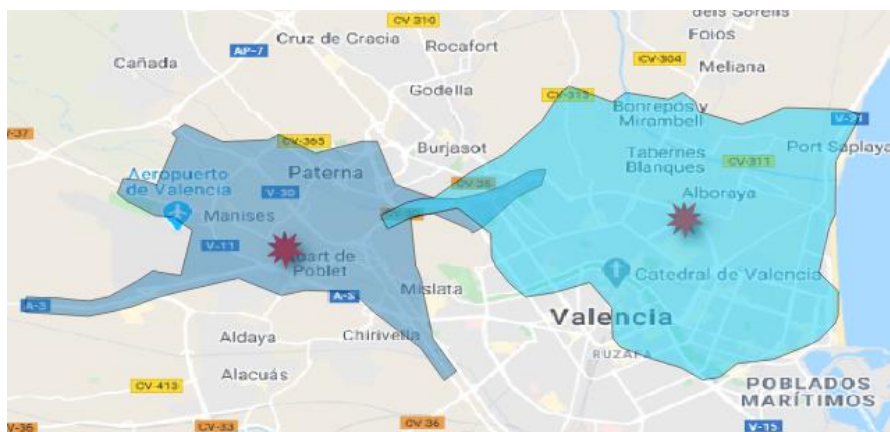 dels Sorells
CV-310
Foios
Cruz de Gracia
Rocafort
AP-7
CV-304
Cañada
Meliana
Godella
CV-315
Bonrepós y
Mirambell
V-21
CV-365
Burjasot
Port Saplaya
Tabernes
Blanques
CV-311
Aeropuerto
de Valencia
Paterna
CV-35
V-30
Alboraya
Manises
V-11
Poblet
Catedral de Valencia
A-3
Mislata
A-3
Valencia
Aldaya
Chirivella
RUZAFA
Alacuás
CV-413
POBLADOS
MARÍTIMOS
CV-33
CV-36
V-15